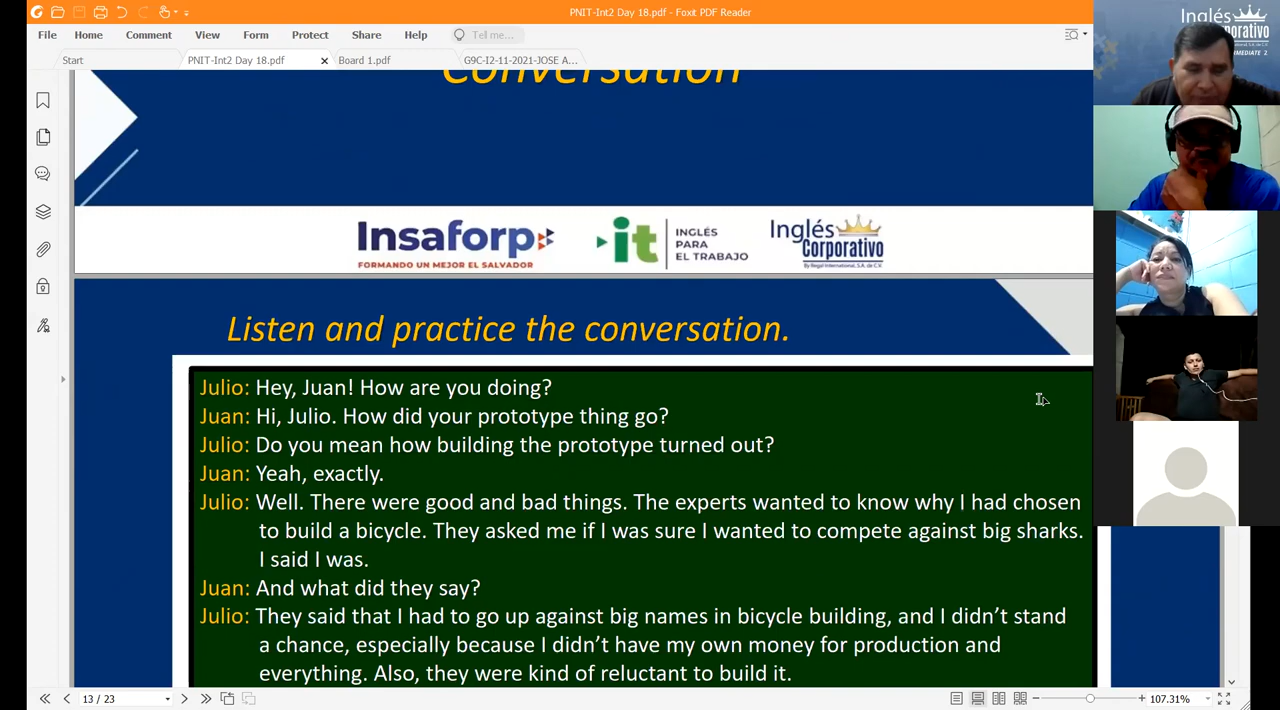 PNIT-Int2 Day 18.pdf - Foxit PDF Reader
File Home Comment View Form Protect Share Help Tell me...
Start PNIT-Int2 Day 18.pdf Board 1.pdf G9C-I2-11-2021-JOSE A...
Conversation
Inglés
Corporativo
Insaforp
FORMANDO UN MEJOR EL SALVADOR
it
INGLÉS
PARA
EL TRABAJO
Inglés
Corporativo
By Regal International, S.A. de C.V.
Listen and practice the conversation.
Julio: Hey, Juan! How are you doing?
Juan: Hi, Julio. How did your prototype thing go?
Julio: Do you mean how building the prototype turned out?
Juan: Yeah, exactly.
Julio: Well. There were good and bad things. The experts wanted to know why I had chosen
to build a bicycle. They asked me if I was sure I wanted to compete against big sharks.
I said I was.
Juan: And what did they say?
Julio: They said that I had to go up against big names in bicycle building, and I didn’t stand
a chance, especially because I didn’t have my own money for production and
everything. Also, they were kind of reluctant to build it.
13 / 23
107.31%